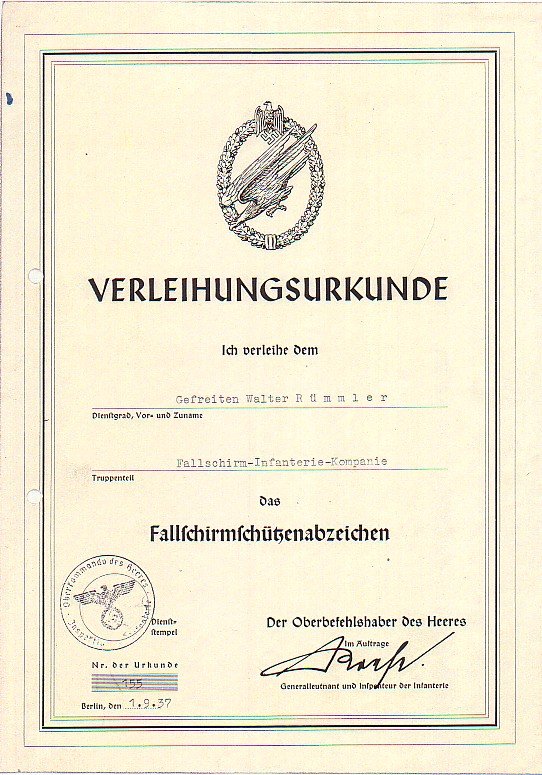 VERLEIHUNGSURKUNDE
Ich verleihe dem
Gefreiten Walter Rümmler
Dienstgrad, Vor- und Zuname
Fallschirm-Infanterie-Kompanie
Truppenteil
das
Fallschirmschützenabzeichen
Oberkommando des Heeres
Dienst-
stempel
Der Oberbefehlshaber des Heeres
Im Auftrage
Nr. der Urkunde
155
Generalleutnant und Inspekteur der Infanterie
Berlin, den 1.9.37